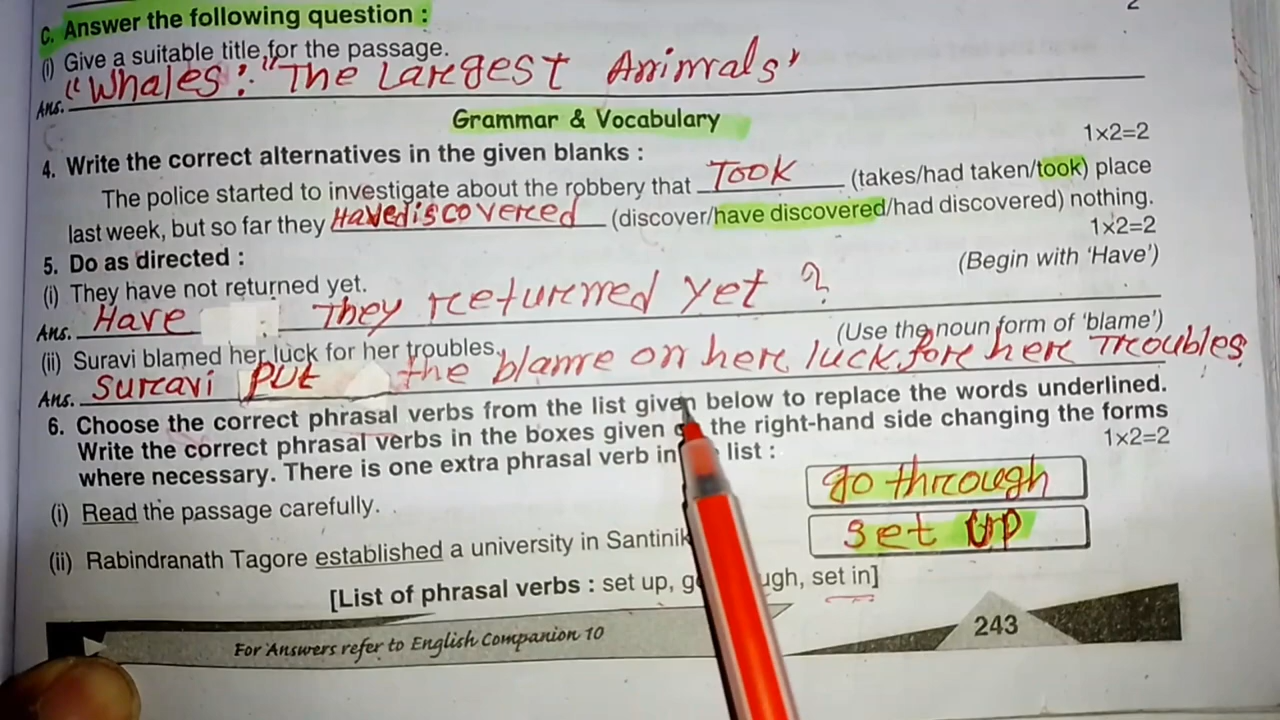 C. Answer the following question :
(i) Give a suitable title for the passage.
Ans. "Whales : "The Largest Animals"
Grammar & Vocabulary
4. Write the correct alternatives in the given blanks : 1×2=2
The police started to investigate about the robbery that Took (takes/had taken/took) place
last week, but so far they Have discovered (discover/have discovered/had discovered) nothing.
5. Do as directed : 1×2=2
(i) They have not returned yet. (Begin with 'Have')
Ans. Have They returned yet ?
(ii) Suravi blamed her luck for her troubles. (Use the noun form of 'blame')
Ans. Suravi put the blame on here luck fore here Troubles
6. Choose the correct phrasal verbs from the list given below to replace the words underlined.
Write the correct phrasal verbs in the boxes given the right-hand side changing the forms
where necessary. There is one extra phrasal verb in list : 1×2=2
(i) Read the passage carefully. go through
(ii) Rabindranath Tagore established a university in set up
[List of phrasal verbs : set up, set in]
For Answers refer to English Companion 10
243